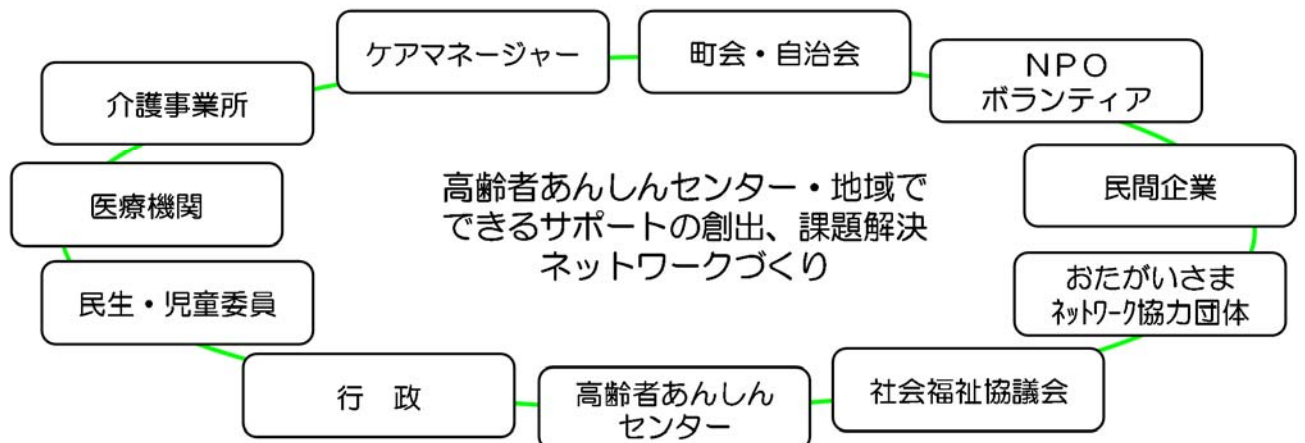 ケアマネージャー
町会・自治会
NPO
ボランティア
介護事業所
民間企業
医療機関
高齢者あんしんセンター・地域で
できるサポートの創出、課題解決
ネットワークづくり
おたがいさま
ネットワーク協力団体
民生・児童委員
社会福祉協議会
行 政
高齢者あんしん
センター